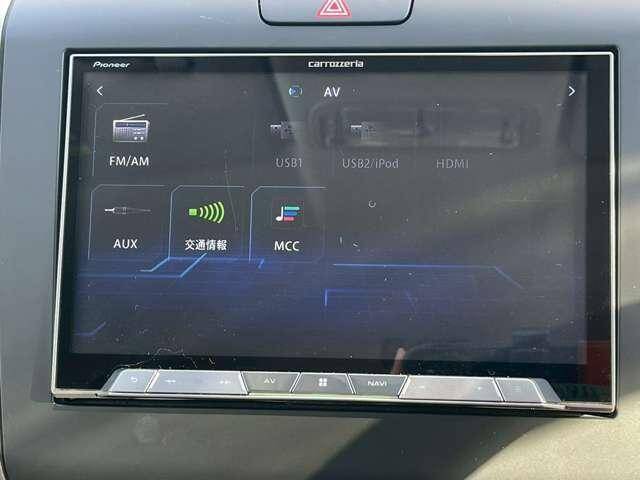 Pioneer
carrozzeria
AV
FM/AM
USB1
USB2/iPod
HDMI
AUX
交通情報
MCC
AV
NAVI